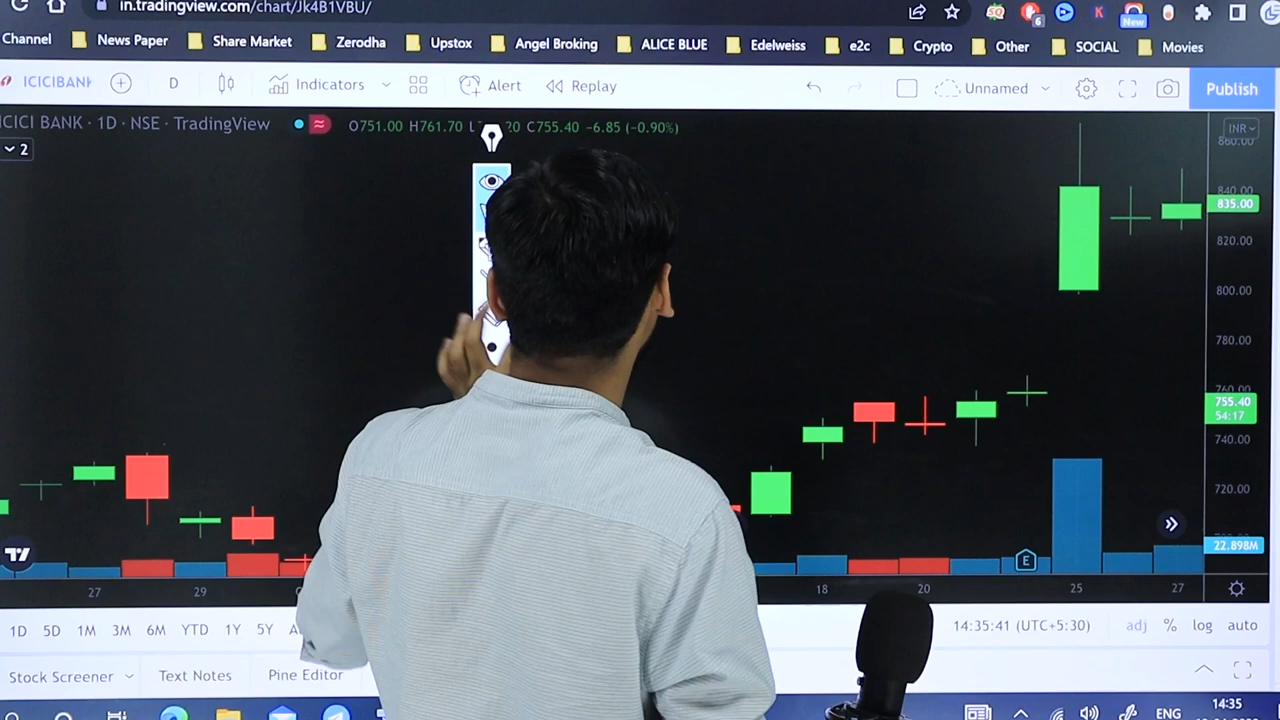 in.tradingview.com/chart/Jk4B1VBU/
6
New
Channel News Paper Share Market Zerodha Upstox Angel Broking ALICE BLUE Edelweiss e2c Crypto Other SOCIAL Movies
ICICIBANK D Indicators Alert Replay Unnamed Publish
ICICI BANK · 1D · NSE · TradingView O751.00 H761.70 L 20 C755.40 −6.85 (−0.90%) INR
2
860.00
840.00
835.00
820.00
800.00
780.00
760.00
755.40
54:17
740.00
720.00
22.898M
E
27 29 18 20 25 27
1D 5D 1M 3M 6M YTD 1Y 5Y 14:35:41 (UTC+5:30) adj % log auto
Stock Screener Text Notes Pine Editor
ENG 14:35